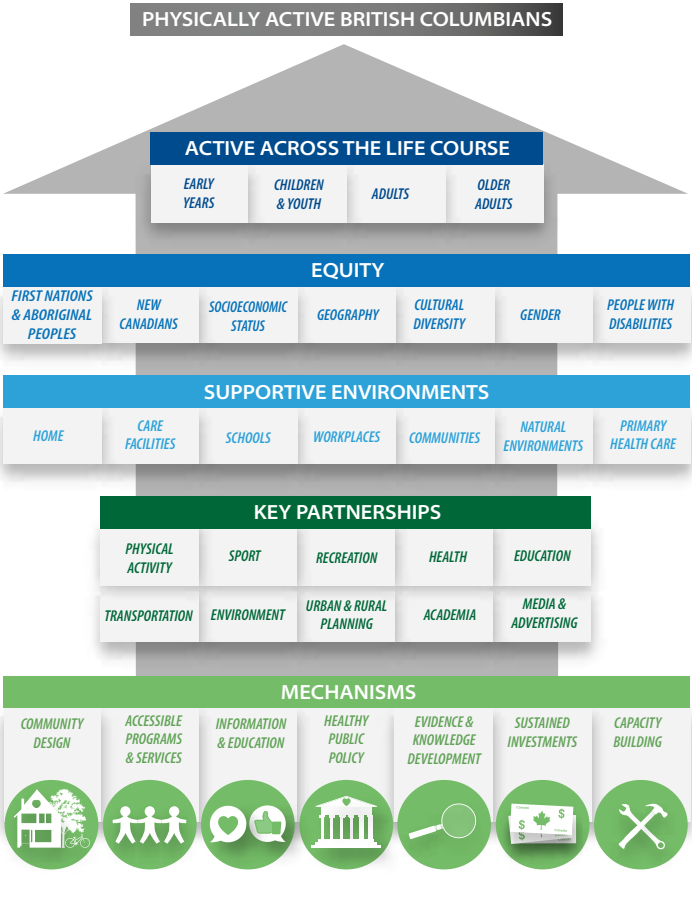 PHYSICALLY ACTIVE BRITISH COLUMBIANS
ACTIVE ACROSS THE LIFE COURSE
EARLY
YEARS
CHILDREN
& YOUTH
ADULTS
OLDER
ADULTS
EQUITY
FIRST NATIONS
& ABORIGINAL
PEOPLES
NEW
CANADIANS
SOCIOECONOMIC
STATUS
GEOGRAPHY
CULTURAL
DIVERSITY
GENDER
PEOPLE WITH
DISABILITIES
SUPPORTIVE ENVIRONMENTS
HOME
CARE
FACILITIES
SCHOOLS
WORKPLACES
COMMUNITIES
NATURAL
ENVIRONMENTS
PRIMARY
HEALTH CARE
KEY PARTNERSHIPS
PHYSICAL
ACTIVITY
SPORT
RECREATION
HEALTH
EDUCATION
TRANSPORTATION
ENVIRONMENT
URBAN & RURAL
PLANNING
ACADEMIA
MEDIA &
ADVERTISING
MECHANISMS
COMMUNITY
DESIGN
ACCESSIBLE
PROGRAMS
& SERVICES
INFORMATION
& EDUCATION
HEALTHY
PUBLIC
POLICY
EVIDENCE &
KNOWLEDGE
DEVELOPMENT
SUSTAINED
INVESTMENTS
CAPACITY
BUILDING
$
$
$
$